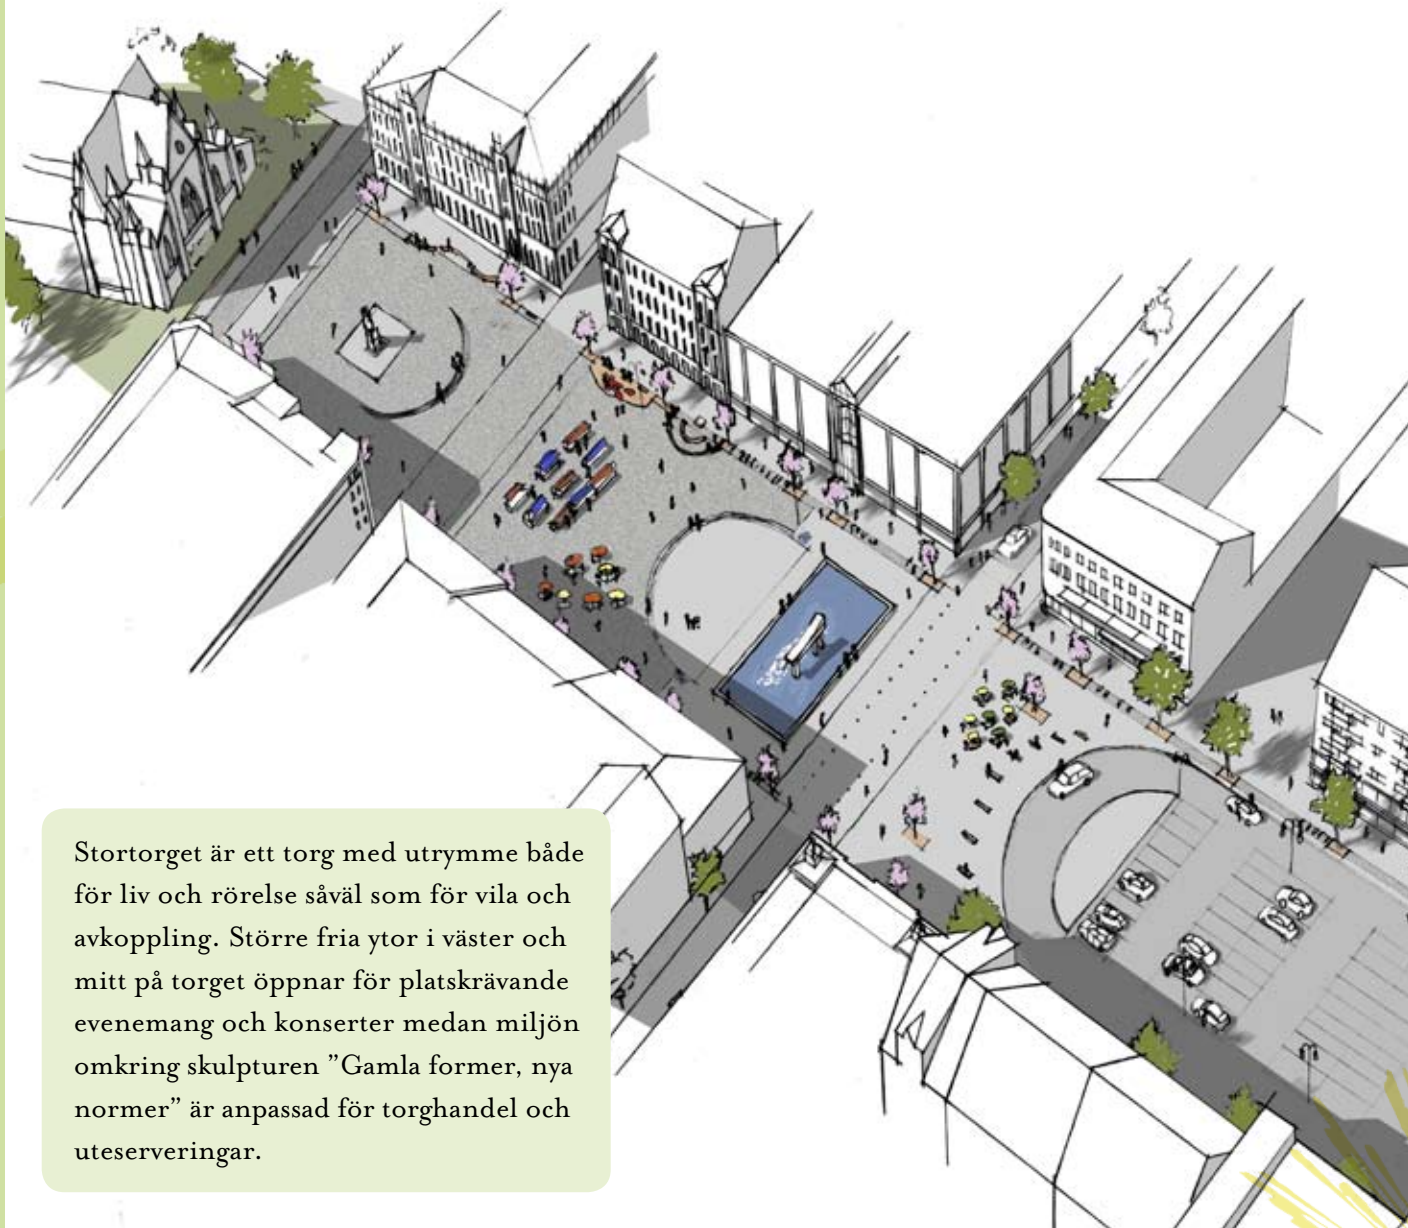 Stortorget är ett torg med utrymme både
för liv och rörelse såväl som för vila och
avkoppling. Större fria ytor i väster och
mitt på torget öppnar för platskrävande
evenemang och konserter medan miljön
omkring skulpturen ”Gamla former, nya
normer” är anpassad för torghandel och
uteserveringar.